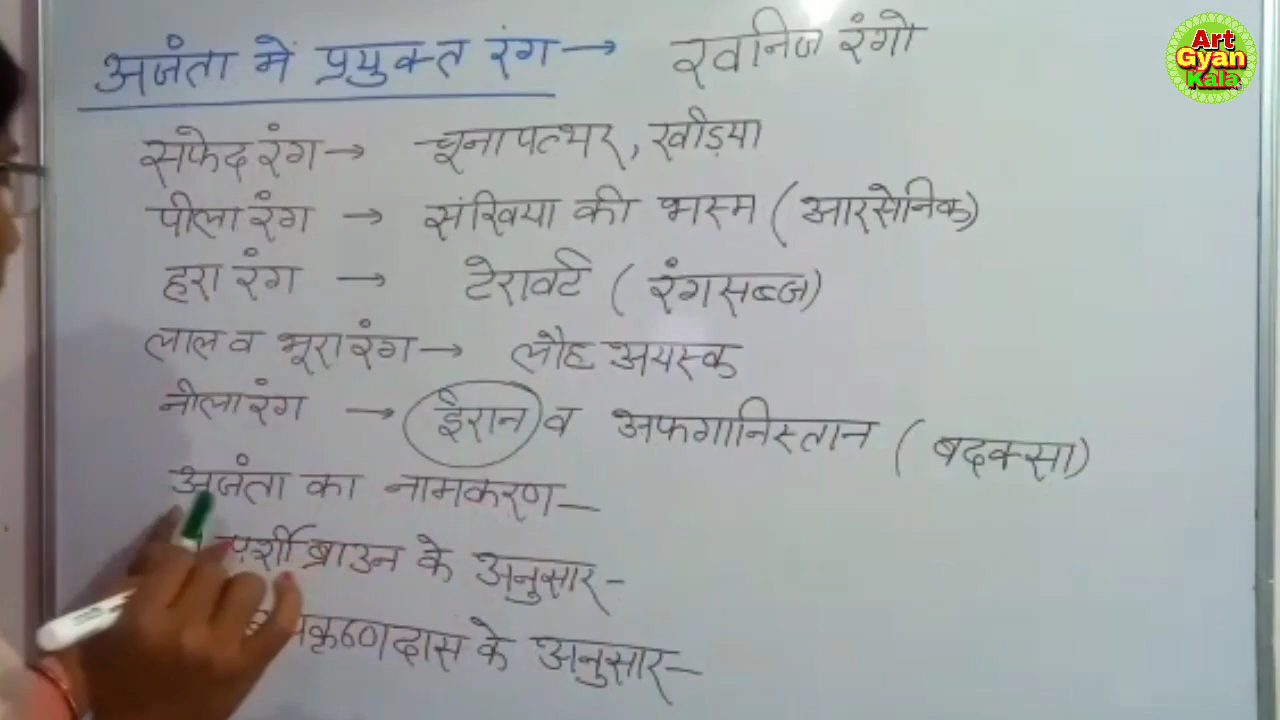 अजंता में प्रयुक्त रंग → खनिज रंगो
सफेद रंग → चूनापत्थर, खड़िया
पीला रंग → संखिया की भस्म (आरसेनिक)
हरा रंग → टेरावर्ट (रंगसब्ज)
लाल व भूरा रंग → लौह अयस्क
नीला रंग → ईरान व अफगानिस्तान (बदक्सा)
अजंता का नामकरण —
पर्शी ब्राउन के अनुसार -
कृष्णदास के अनुसार —
Art
Gyan
Kala